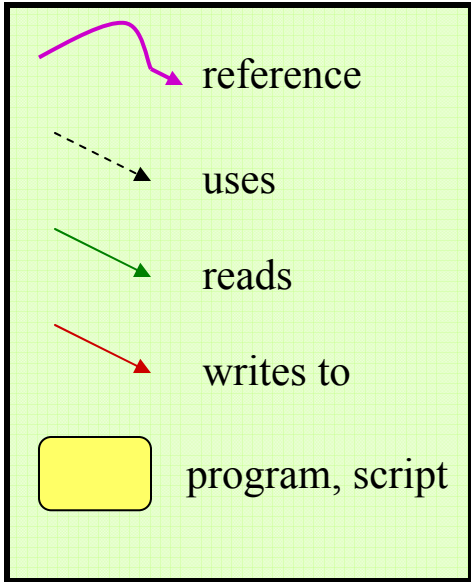 reference
uses
reads
writes to
program, script